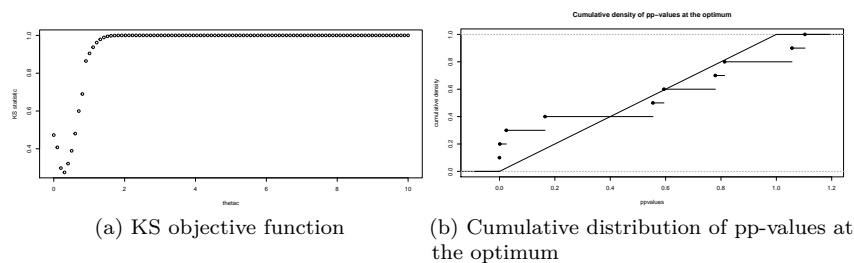 Cumulative density of pp−values at the optimum
KS statistic
1.0
0.8
0.6
0.4
0
2
4
6
8
10
thetac
cumulative density
1.0
0.8
0.6
0.4
0.2
0.0
0.0
0.2
0.4
0.6
0.8
1.0
1.2
ppvalues
(a) KS objective function
(b) Cumulative distribution of pp-values at
the optimum